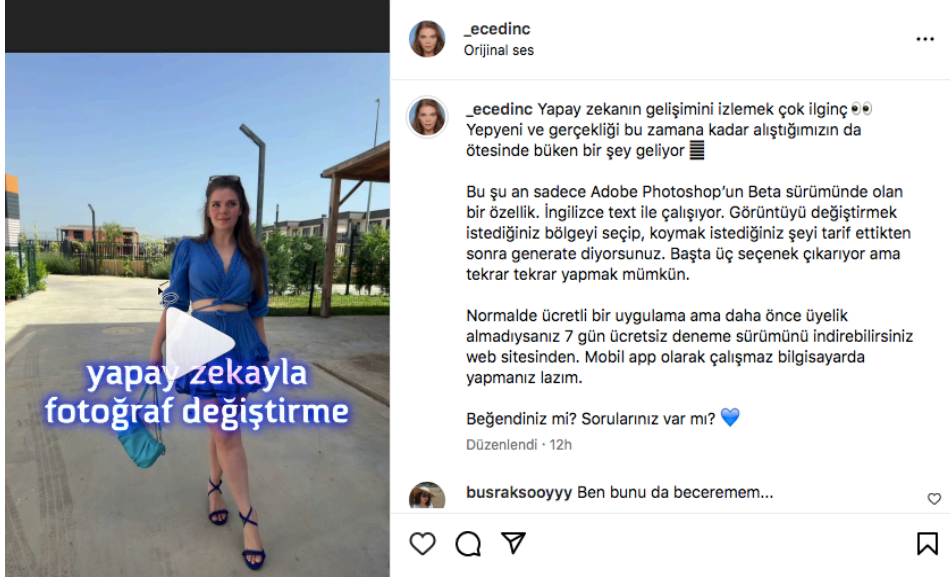 _ecedinc
Orijinal ses
_ecedinc Yapay zekanın gelişimini izlemek çok ilginç👀
Yepyeni ve gerçekliği bu zamana kadar alıştığımızın da
ötesinde büken bir şey geliyor
Bu şu an sadece Adobe Photoshop’un Beta sürümünde olan
bir özellik. İngilizce text ile çalışıyor. Görüntüyü değiştirmek
istediğiniz bölgeyi seçip, koymak istediğiniz şeyi tarif ettikten
sonra generate diyorsunuz. Başta üç seçenek çıkarıyor ama
tekrar tekrar yapmak mümkün.
Normalde ücretli bir uygulama ama daha önce üyelik
almadıysanız 7 gün ücretsiz deneme sürümünü indirebilirsiniz
web sitesinden. Mobil app olarak çalışmaz bilgisayarda
yapmanız lazım.
Beğendiniz mi? Sorularınız var mı? 💙
Düzenlendi · 12h
busraksooyyy Ben bunu da beceremem...
yapay zekayla
fotoğraf değiştirme